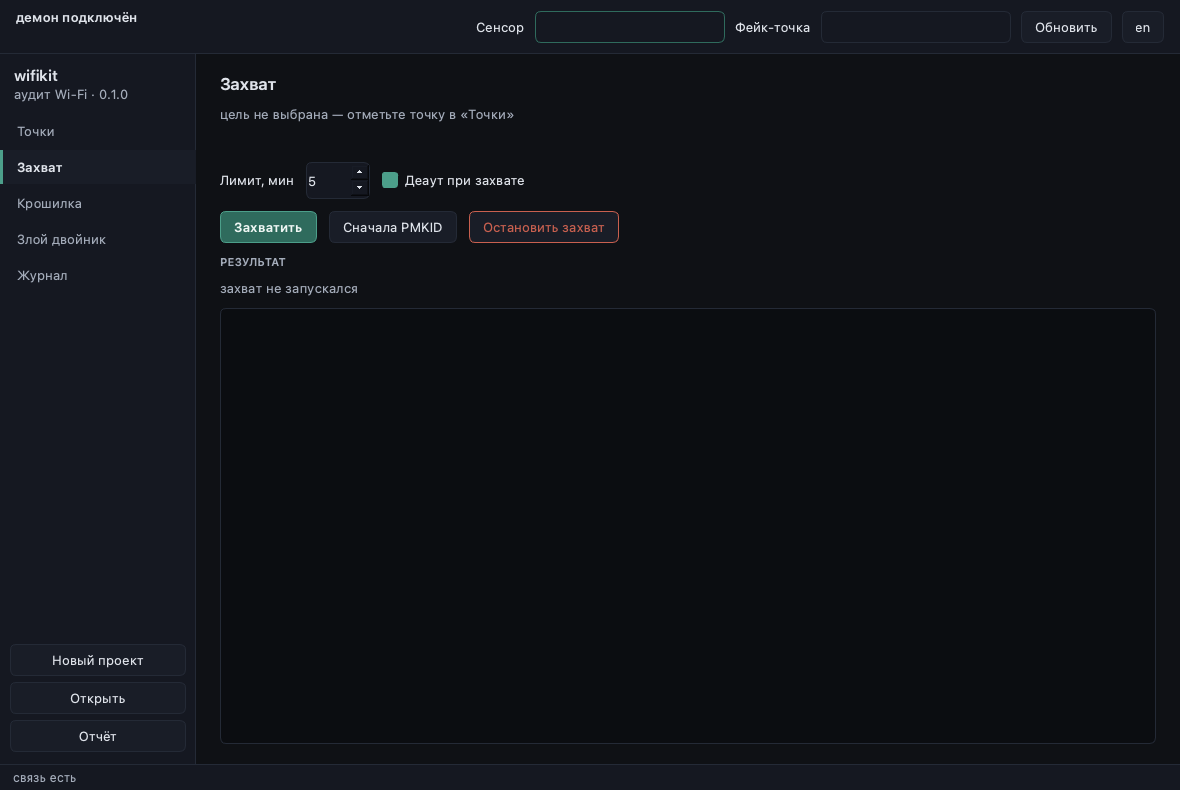 демон подключён
Сенсор
Фейк-точка
Обновить
en
wifikit
аудит Wi-Fi · 0.1.0
Точки
Захват
Крошилка
Злой двойник
Журнал
Новый проект
Открыть
Отчёт
Захват
цель не выбрана — отметьте точку в «Точки»
Лимит, мин
5
Деаут при захвате
Захватить
Сначала PMKID
Остановить захват
РЕЗУЛЬТАТ
захват не запускался
связь есть